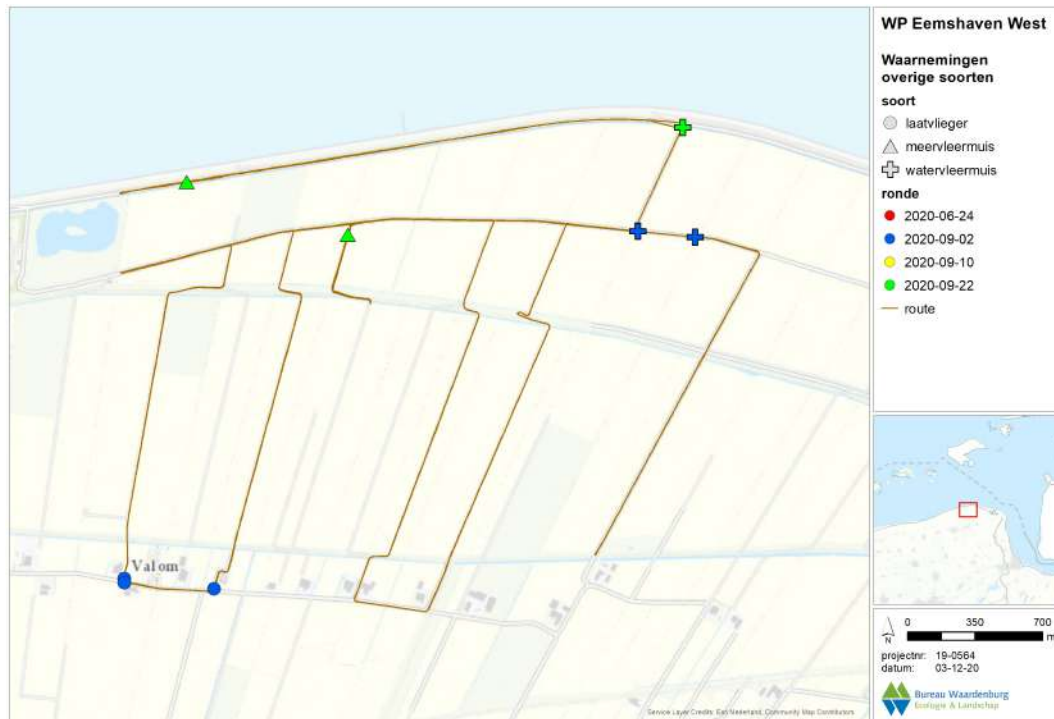 WP Eemshaven West
Waarnemingen
overige soorten
soort
laatvlieger
meervleermuis
watervleermuis
ronde
2020-06-24
2020-09-02
2020-09-10
2020-09-22
route
Valom
N
0 350 700
m
projectnr: 19-0564
datum: 03-12-20
Bureau Waardenburg
Ecologie & Landschap
Service Layer Credits: Esri Nederland, Community Map Contributors